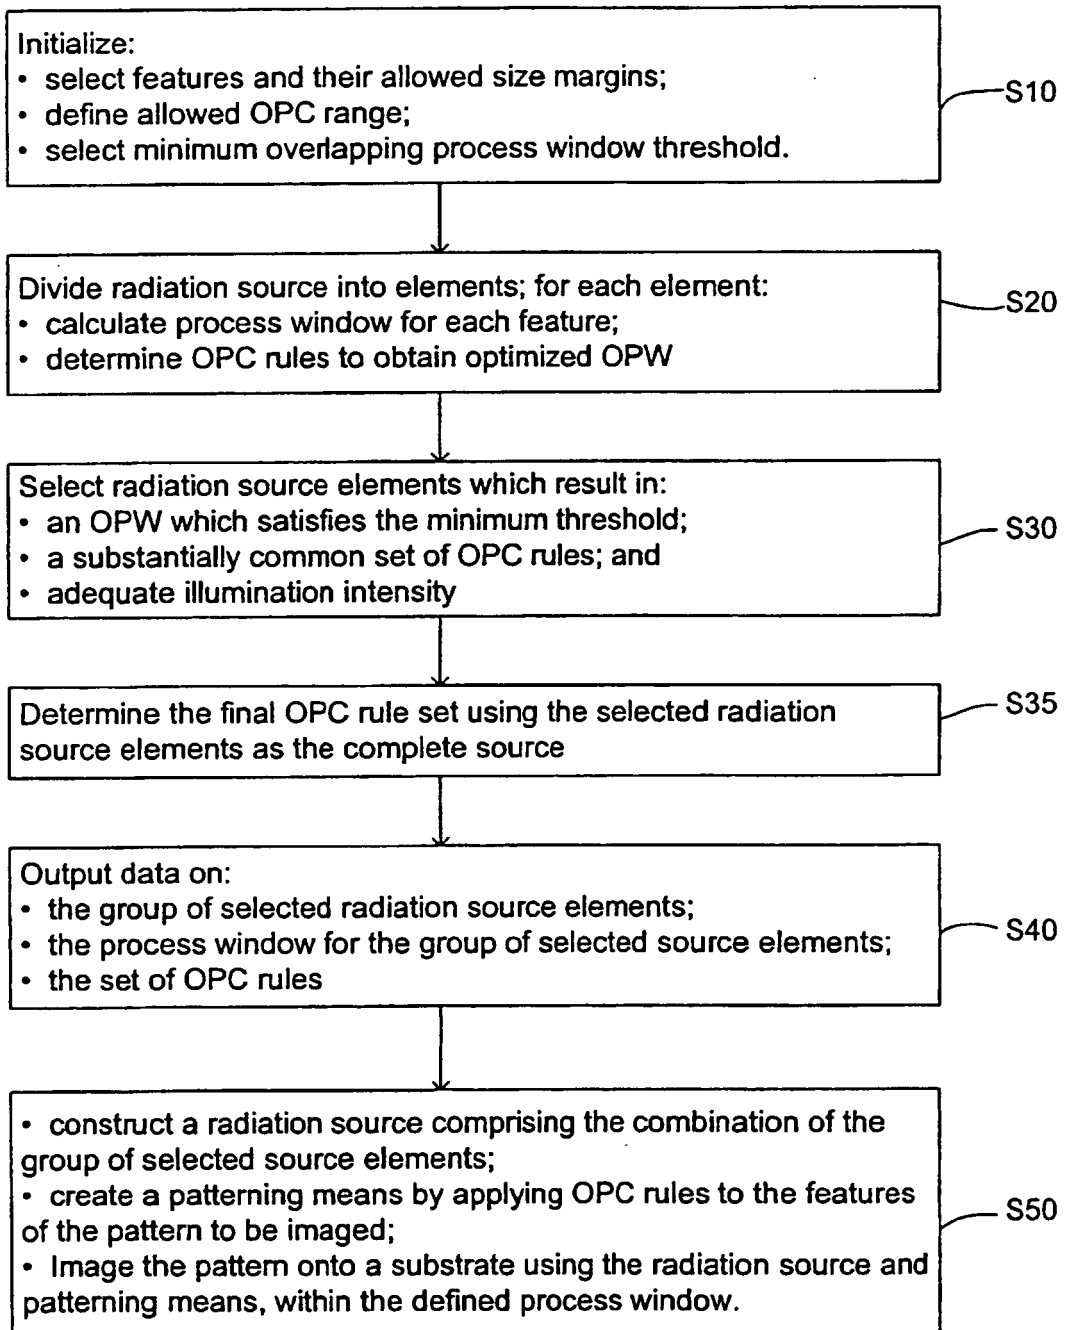 Initialize:
• select features and their allowed size margins;
• define allowed OPC range;
• select minimum overlapping process window threshold.
S10
Divide radiation source into elements; for each element:
• calculate process window for each feature;
• determine OPC rules to obtain optimized OPW
S20
Select radiation source elements which result in:
• an OPW which satisfies the minimum threshold;
• a substantially common set of OPC rules; and
• adequate illumination intensity
S30
Determine the final OPC rule set using the selected radiation
source elements as the complete source
S35
Output data on:
• the group of selected radiation source elements;
• the process window for the group of selected source elements;
• the set of OPC rules
S40
• construct a radiation source comprising the combination of the
group of selected source elements;
• create a patterning means by applying OPC rules to the features
of the pattern to be imaged;
• Image the pattern onto a substrate using the radiation source and
patterning means, within the defined process window.
S50